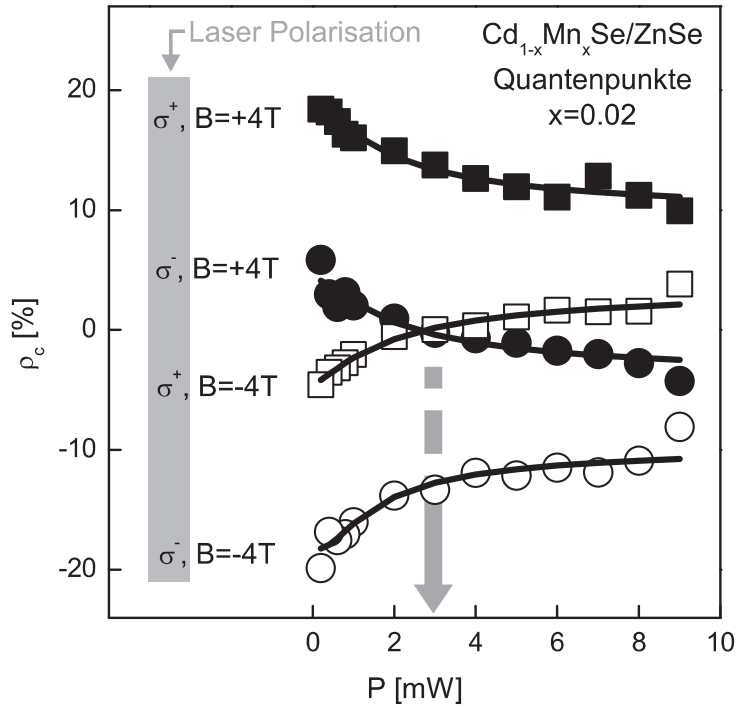 Laser Polarisation
Cd₁₋ₓMnₓSe/ZnSe
Quantenpunkte
x=0.02
σ⁺, B=+4T
σ⁻, B=+4T
σ⁺, B=-4T
σ⁻, B=-4T
ρc [%]
20
10
0
-10
-20
0 2 4 6 8 10
P [mW]